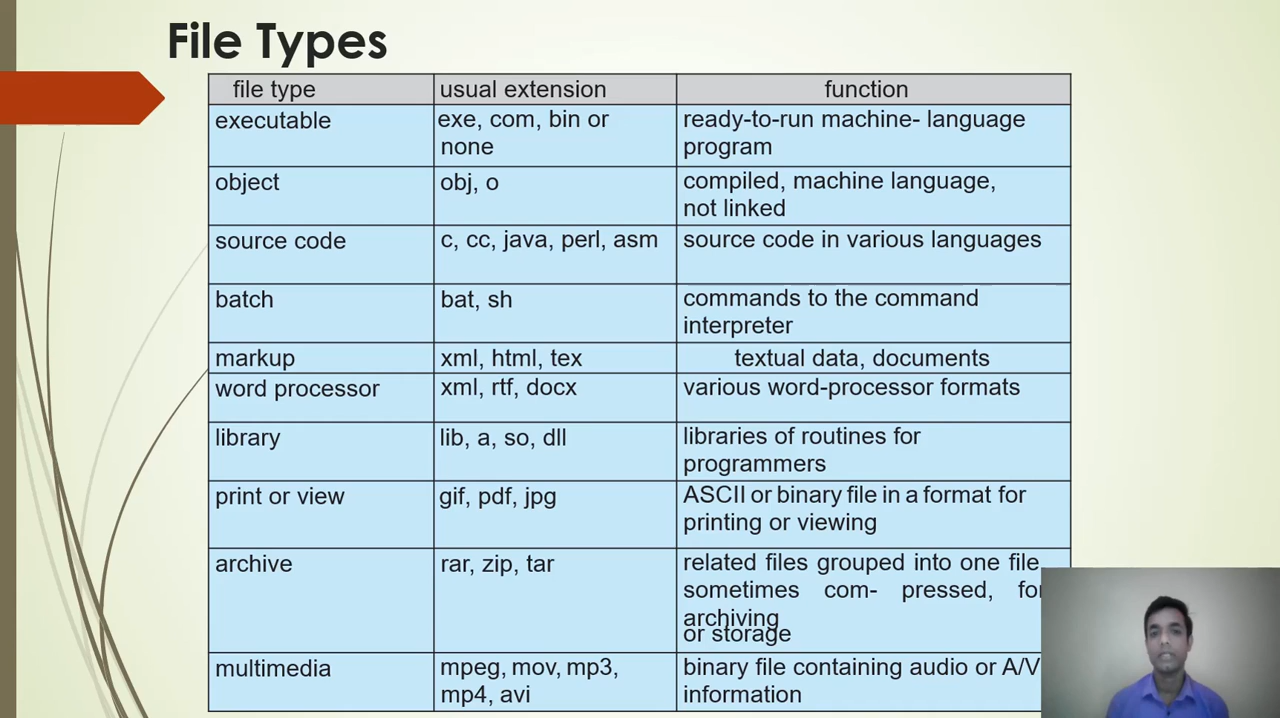 File Types
file type usual extension function
executable exe, com, bin or none ready-to-run machine- language program
object obj, o compiled, machine language, not linked
source code c, cc, java, perl, asm source code in various languages
batch bat, sh commands to the command interpreter
markup xml, html, tex textual data, documents
word processor xml, rtf, docx various word-processor formats
library lib, a, so, dll libraries of routines for programmers
print or view gif, pdf, jpg ASCII or binary file in a format for printing or viewing
archive rar, zip, tar related files grouped into one file, sometimes com- pressed, for archiving or storage
multimedia mpeg, mov, mp3, mp4, avi binary file containing audio or A/V information